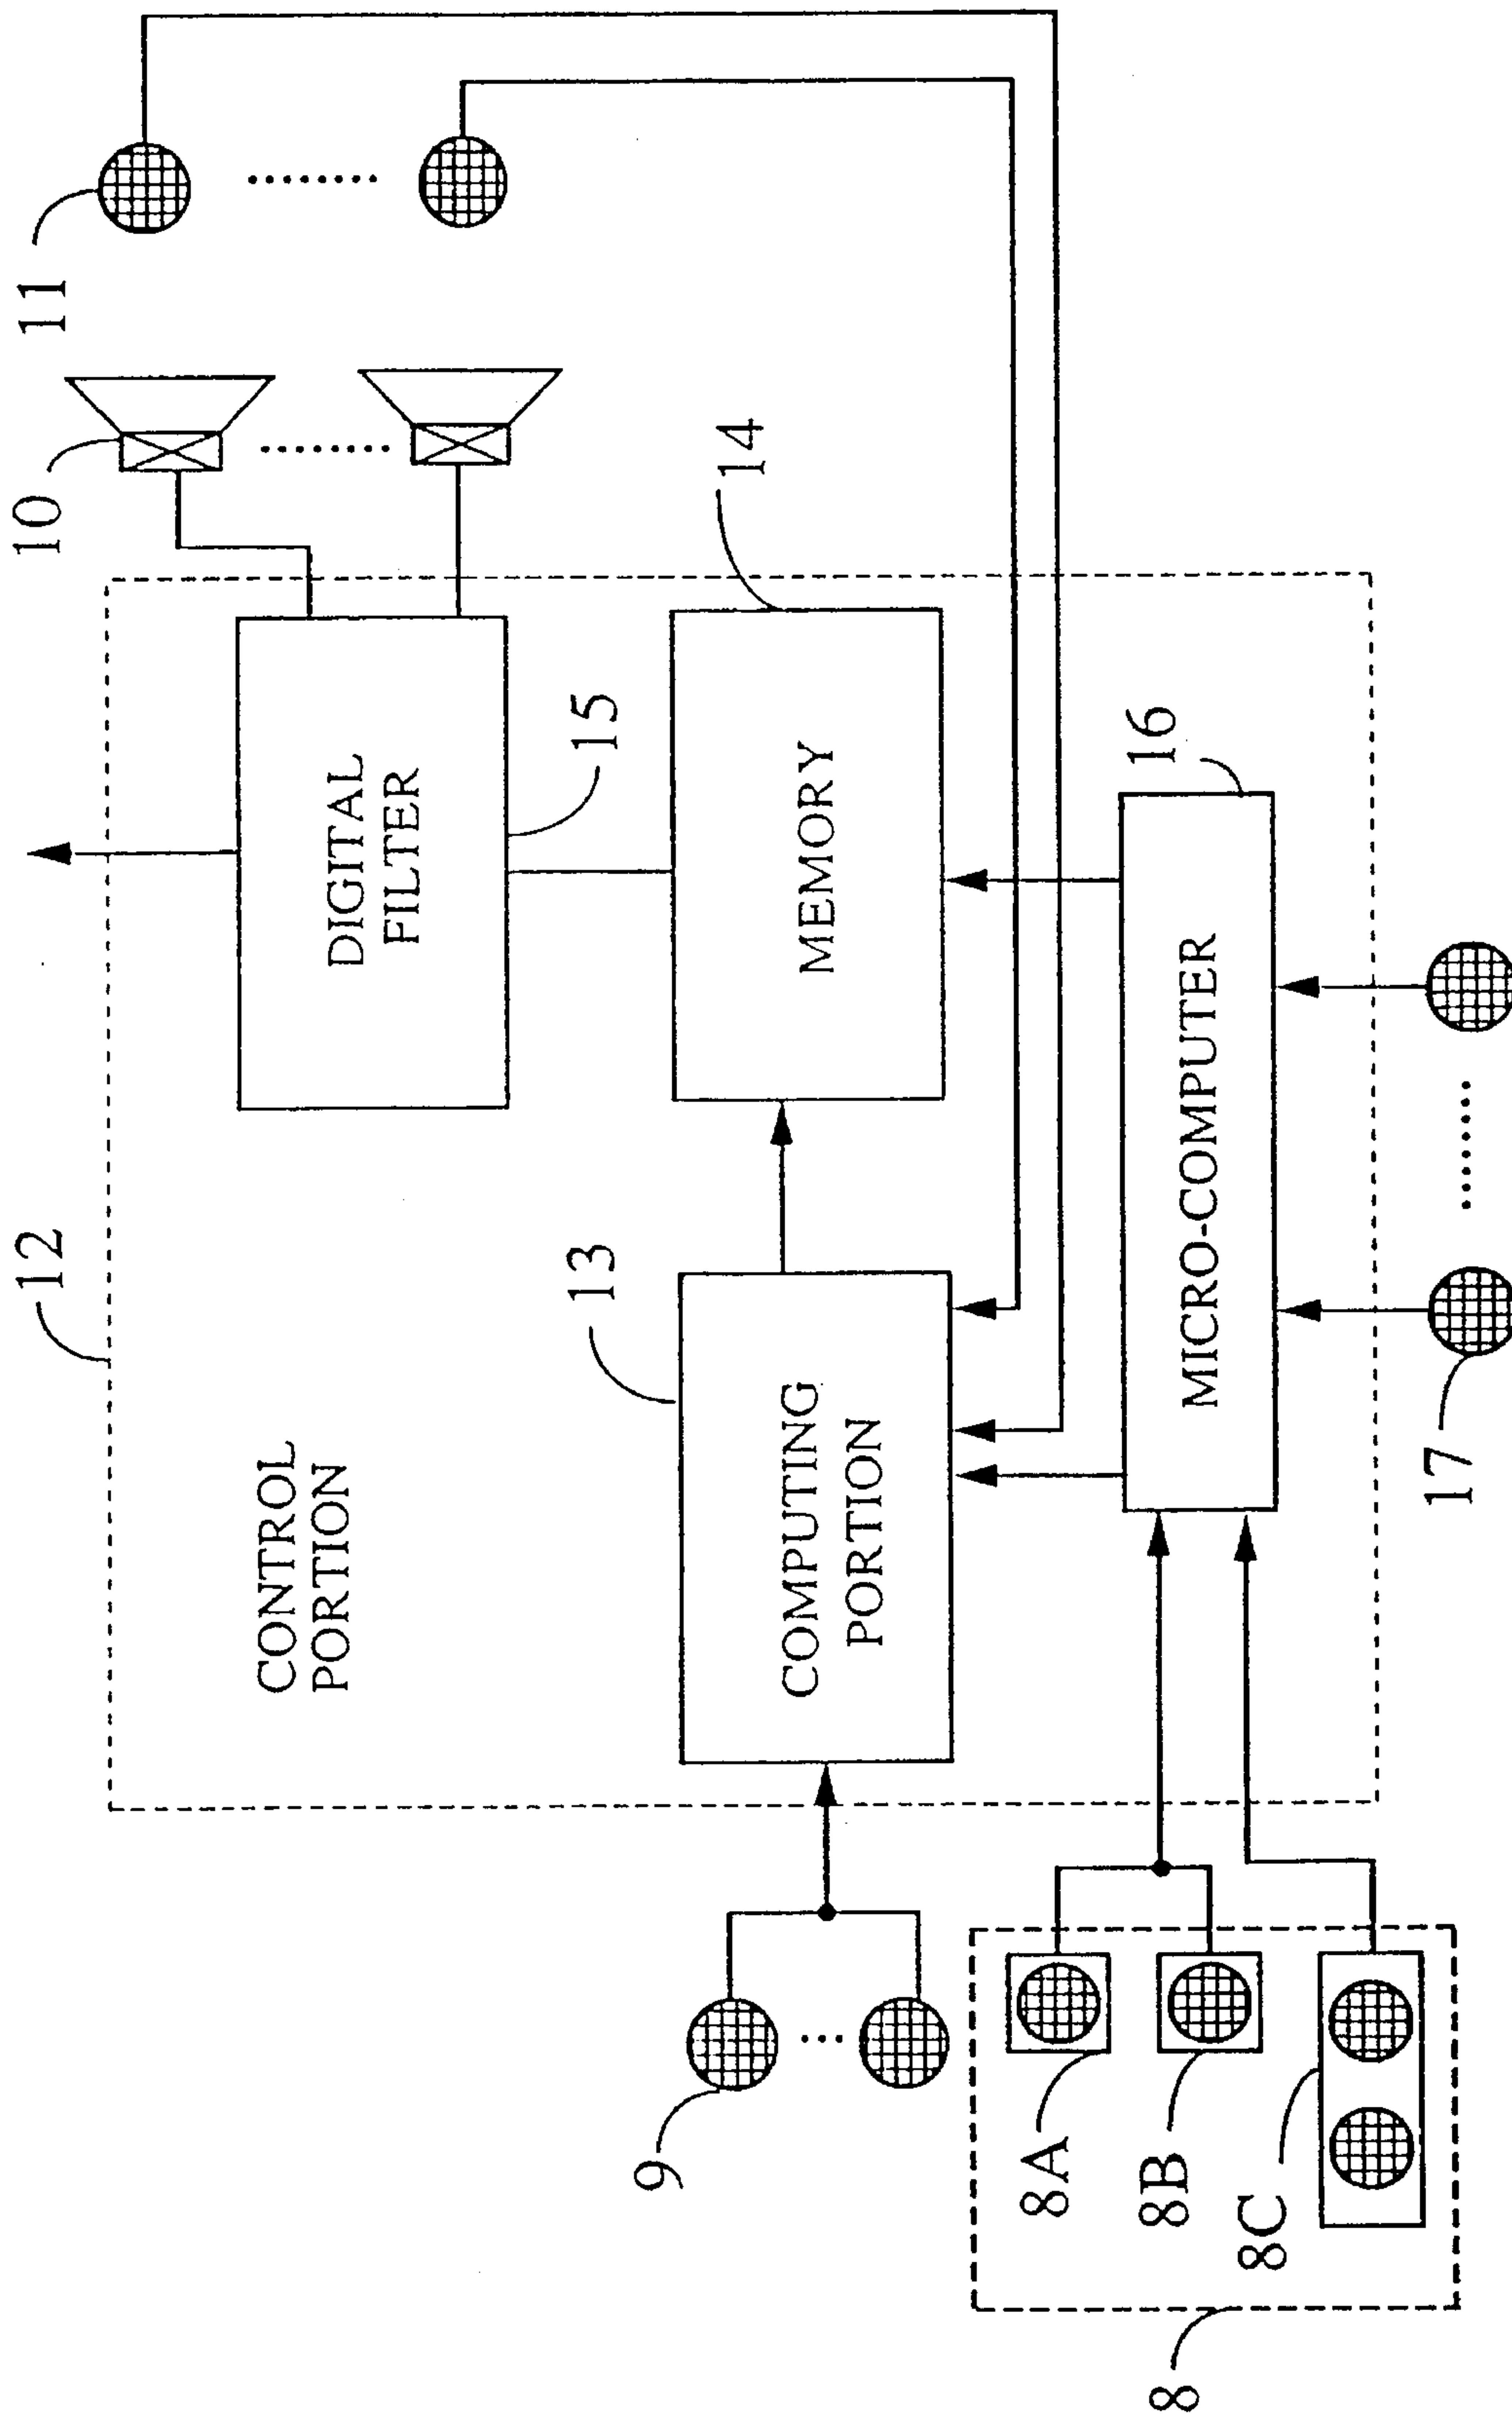 12
10
11
CONTROL
PORTION
DIGITAL
FILTER
15
13
14
COMPUTING
PORTION
MEMORY
9
16
MICRO-COMPUTER
8A
8B
8C
8
17